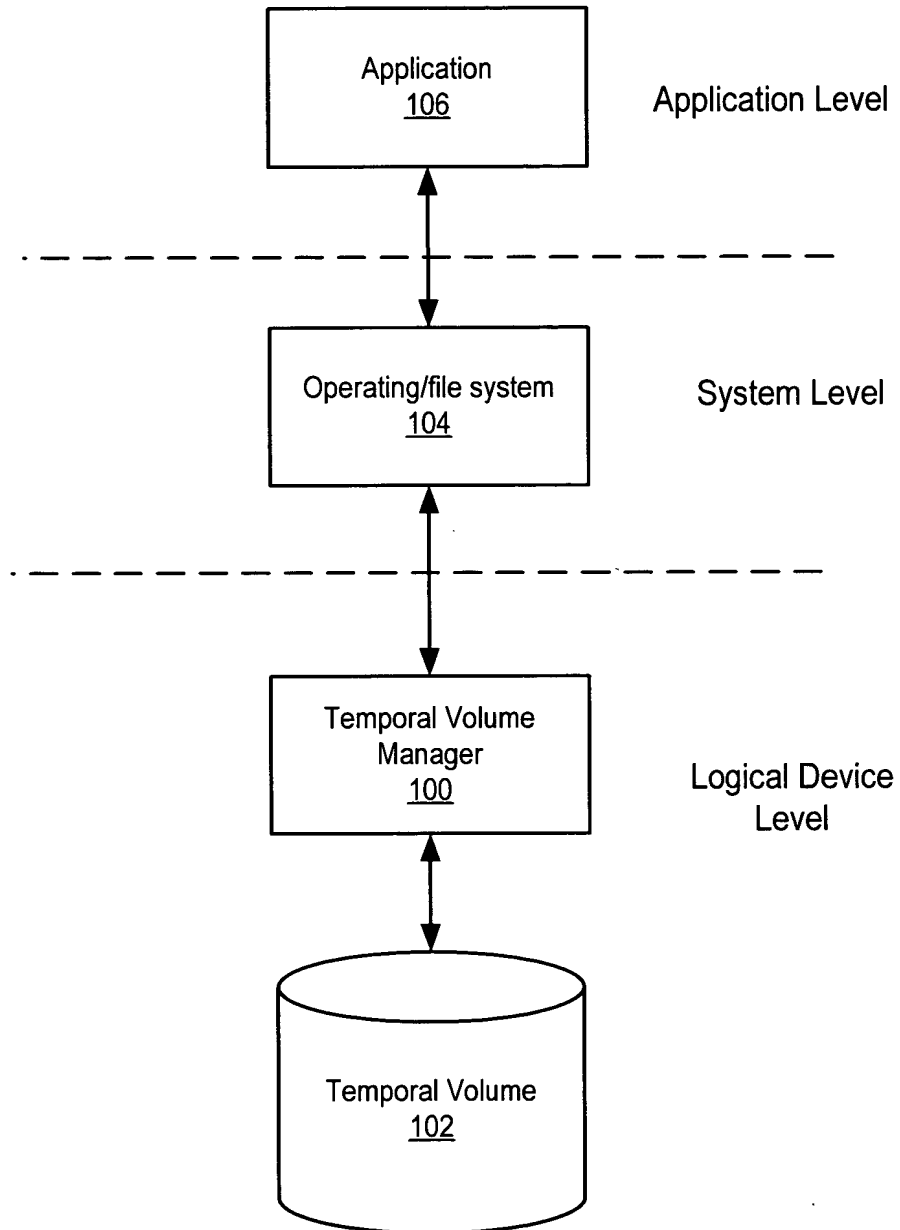 Application
106
Application Level
Operating/file system
104
System Level
Temporal Volume
Manager
100
Logical Device
Level
Temporal Volume
102